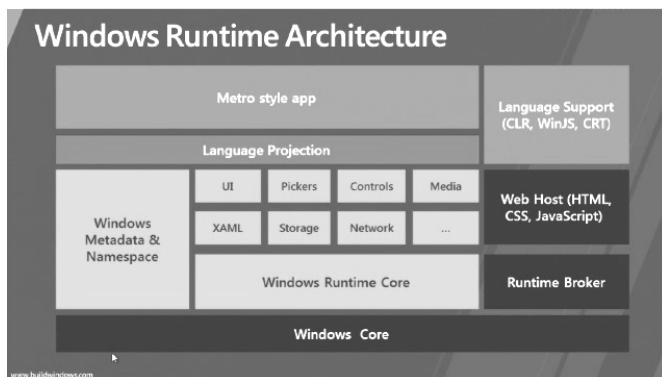 Windows Runtime Architecture
Metro style app
Language Support
(CLR, WinJS, CRT)
Language Projection
UI
Pickers
Controls
Media
Windows
Metadata &
Namespace
XAML
Storage
Network
...
Web Host (HTML,
CSS, JavaScript)
Windows Runtime Core
Runtime Broker
Windows Core
www.buildwindows.com